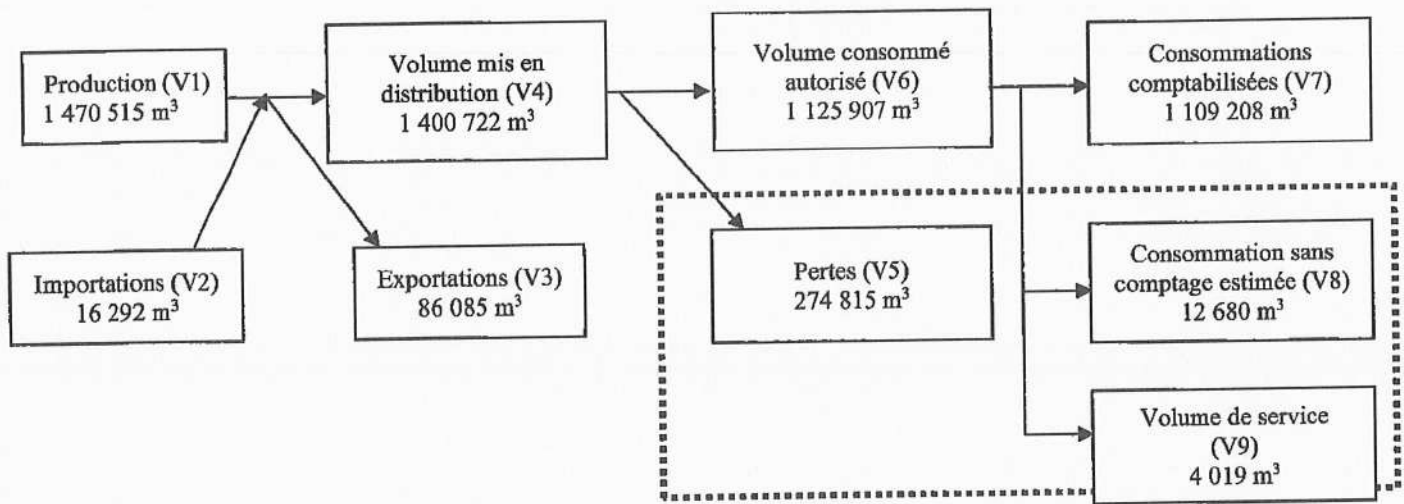 Production (V1)
1 470 515 m³
Volume mis en
distribution (V4)
1 400 722 m³
Volume consommé
autorisé (V6)
1 125 907 m³
Consommations
comptabilisées (V7)
1 109 208 m³
Importations (V2)
16 292 m³
Exportations (V3)
86 085 m³
Pertes (V5)
274 815 m³
Consommation sans
comptage estimée (V8)
12 680 m³
Volume de service
(V9)
4 019 m³